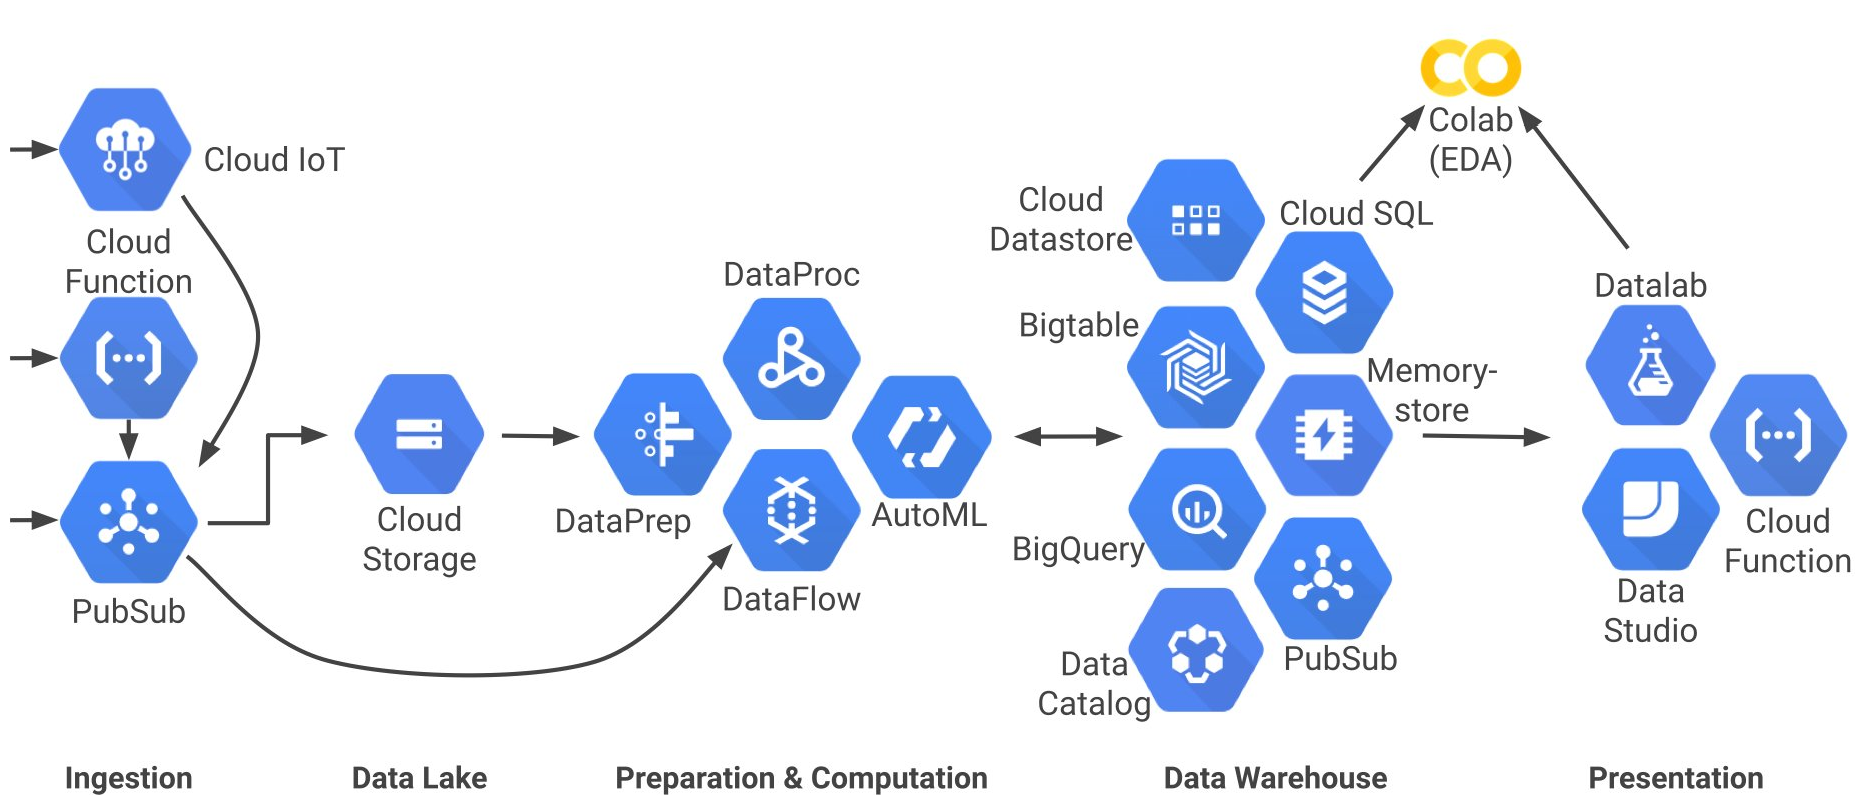 Cloud IoT
Cloud
Function
PubSub
Cloud
Storage
DataProc
DataPrep
AutoML
DataFlow
Cloud
Datastore
Cloud SQL
Bigtable
Memory-
store
BigQuery
PubSub
Data
Catalog
Colab
(EDA)
Datalab
Cloud
Function
Data
Studio
Ingestion
Data Lake
Preparation & Computation
Data Warehouse
Presentation